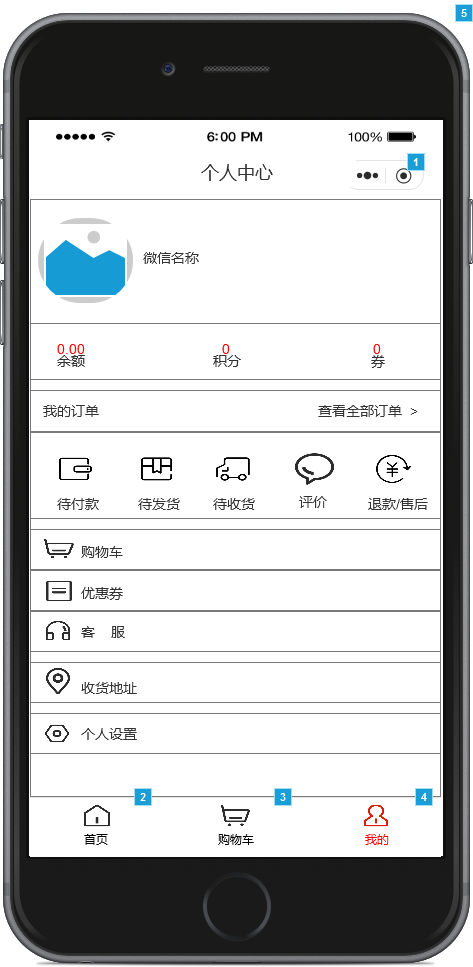 5
6:00 PM
100%
个人中心
1
微信名称
0.00
0
0
余额
积分
券
我的订单
查看全部订单 >
待付款
待发货
待收货
评价
退款/售后
购物车
优惠券
客 服
收货地址
个人设置
2
3
4
首页
购物车
我的